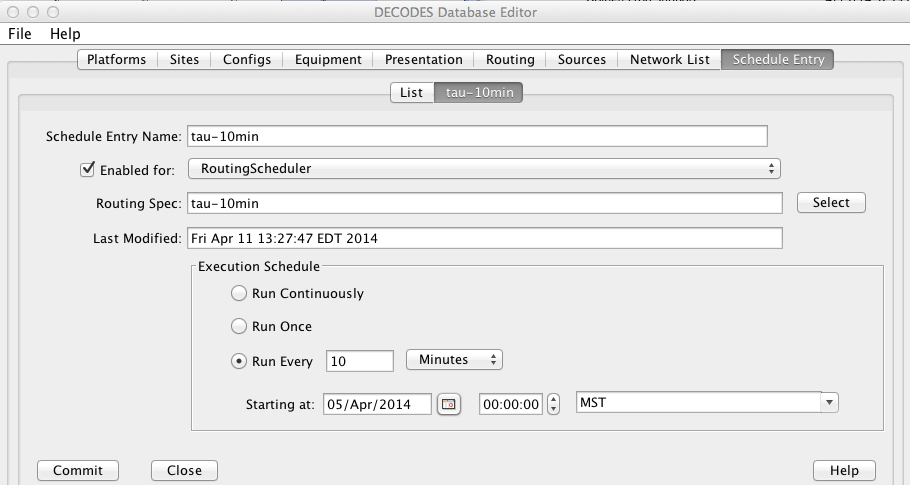 DECODES Database Editor
File Help
Platforms Sites Configs Equipment Presentation Routing Sources Network List Schedule Entry
List tau-10min
Schedule Entry Name: tau-10min
Enabled for: RoutingScheduler
Routing Spec: tau-10min Select
Last Modified: Fri Apr 11 13:27:47 EDT 2014
Execution Schedule
Run Continuously
Run Once
Run Every 10 Minutes
Starting at: 05/Apr/2014 00:00:00 MST
Commit Close Help